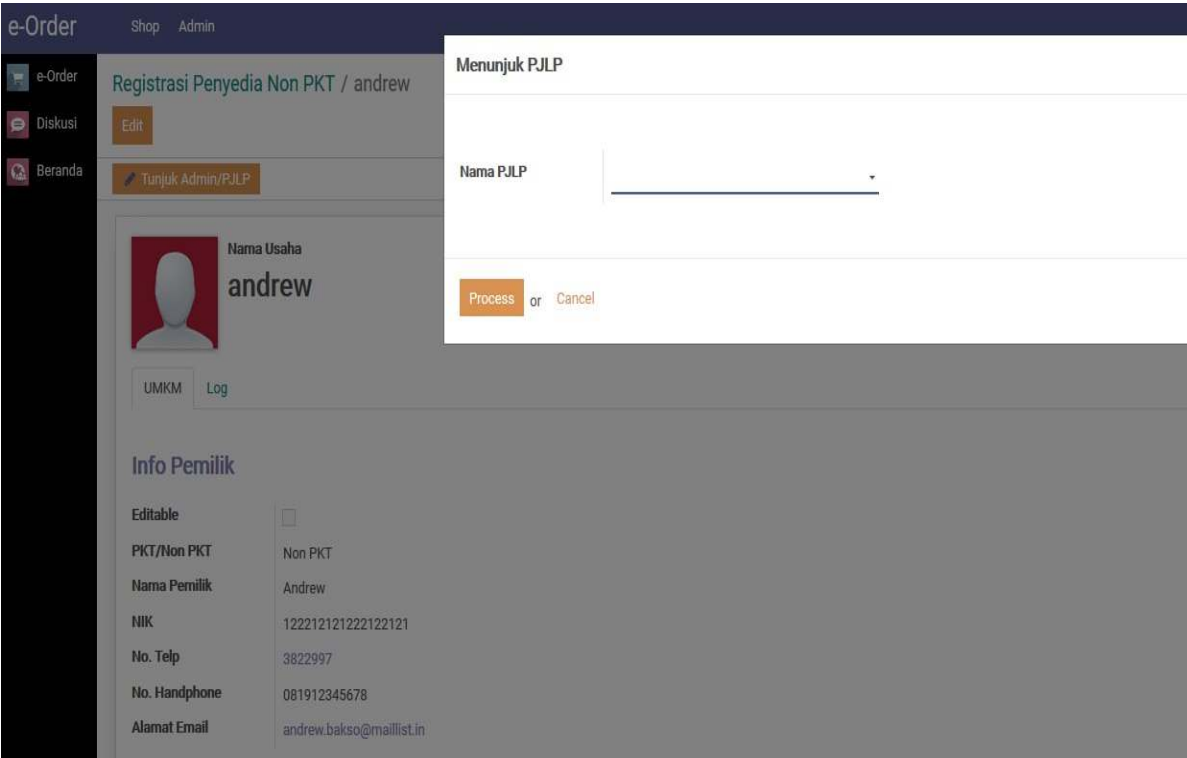 e-Order
Shop Admin
e-Order
Diskusi
Beranda
Registrasi Penyedia Non PKT / andrew
Edit
Tunjuk Admin/PJLP
Menunjuk PJLP
Nama PJLP
Process or Cancel
Nama Usaha
andrew
UMKM Log
Info Pemilik
Editable
PKT/Non PKT Non PKT
Nama Pemilik Andrew
NIK 122212121222122121
No. Telp 3822997
No. Handphone 081912345678
Alamat Email andrew.bakso@maillist.in